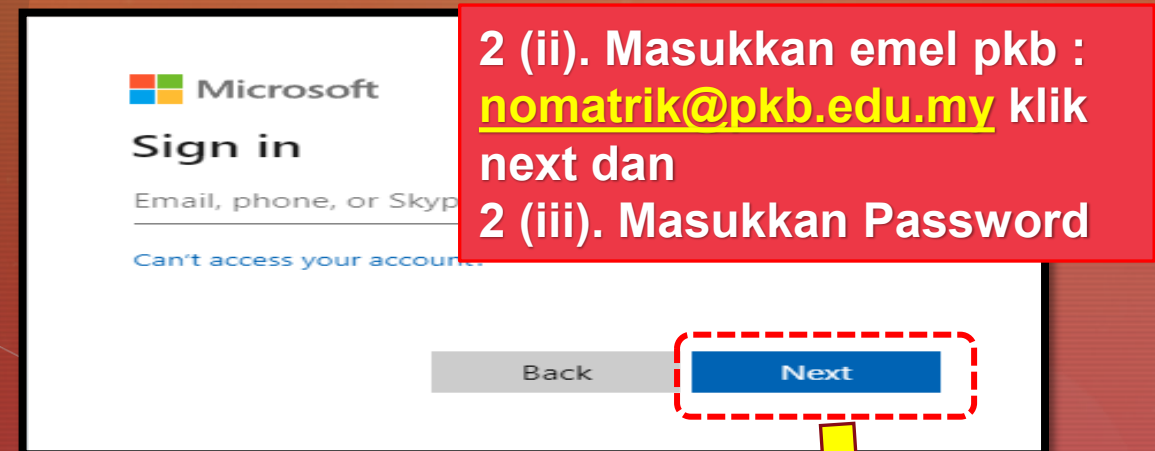 2 (ii). Masukkan emel pkb :
nomatrik@pkb.edu.my klik
next dan
2 (iii). Masukkan Password
Microsoft
Sign in
Email, phone, or Skyp
Can't access your account?
Back
Next